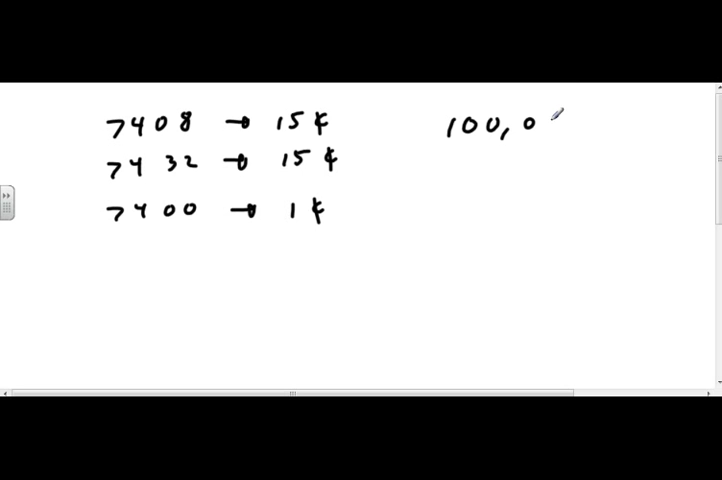 7408 → 15¢ 100,0
7432 → 15¢
7400 → 1¢